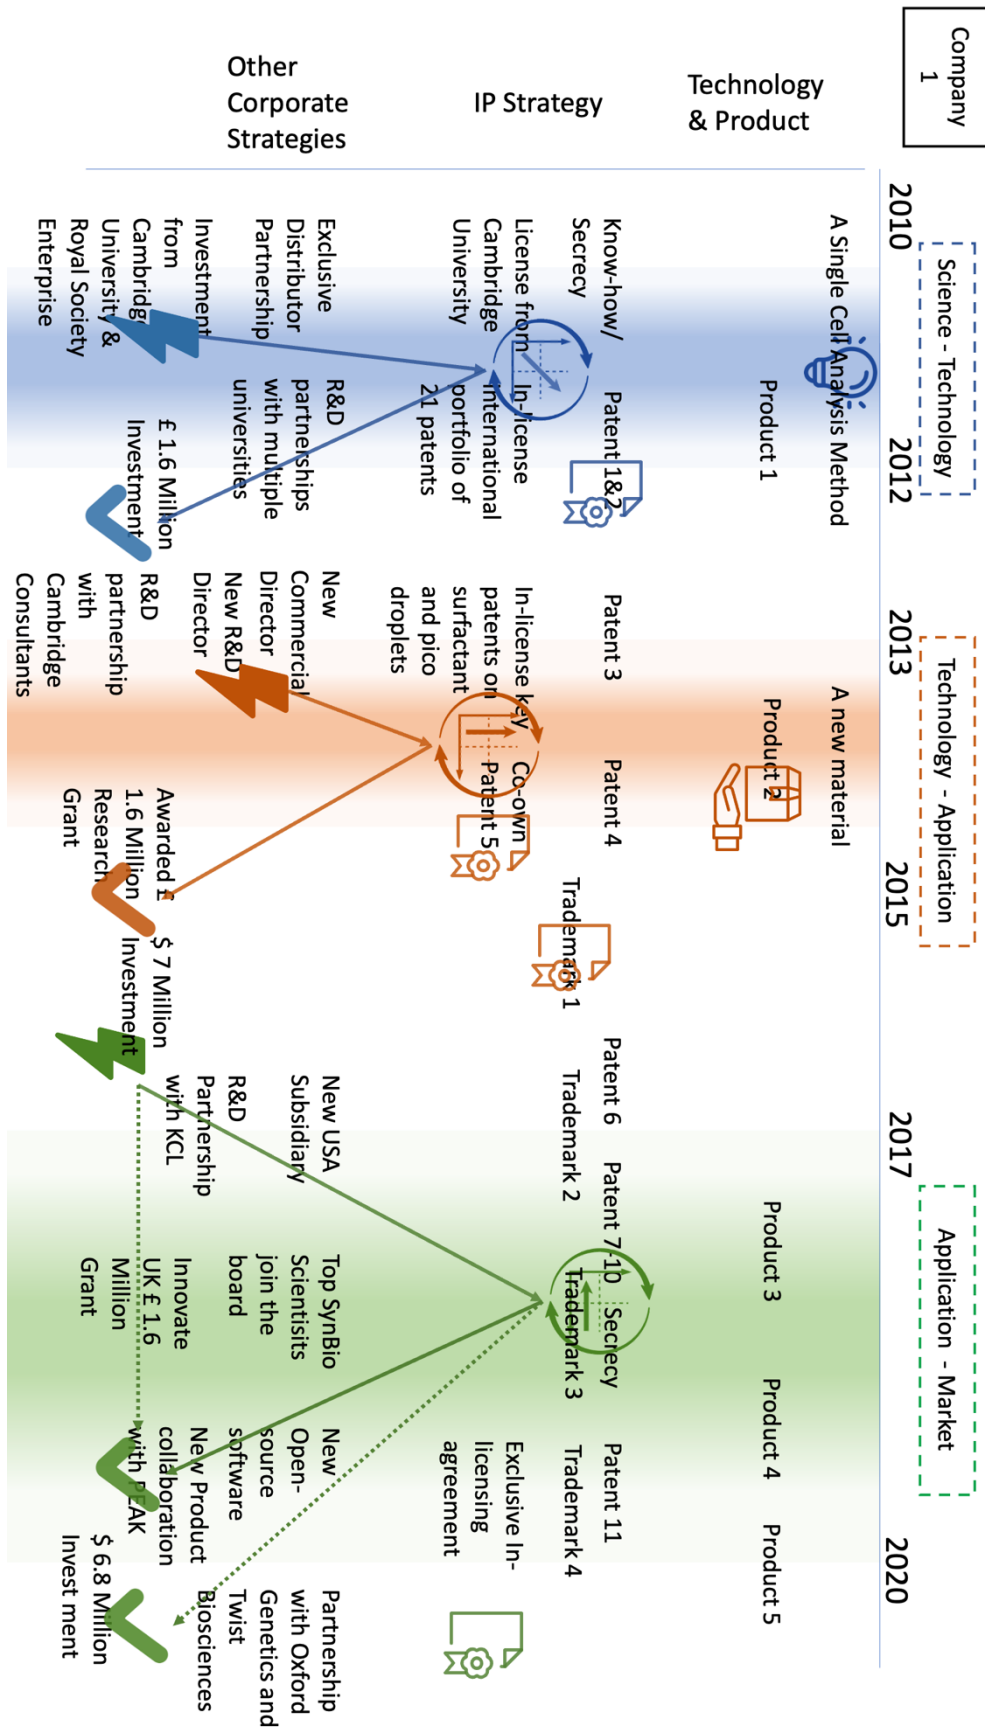 Company
1
Science - Technology
Technology - Application
Application - Market
2010
2012
2013
2015
2017
2020
Technology
& Product
A Single Cell Analysis Method
Product 1
A new material
Product 2
Product 3
Product 4
Product 5
IP Strategy
Know-how/
Secrecy
License from
Cambridge
University
Patent 1&2
In-license
international
portfolio of
21 patents
Patent 3
In-license key
patents on
surfactant
and pico
droplets
Patent 4
Co-own
Patent 5
Trademark 1
Patent 6
Trademark 2
Patent 7-10
Trademark 3
Secrecy
Patent 11
Trademark 4
Exclusive In-
licensing
agreement
Other
Corporate
Strategies
Exclusive
Distributor
Partnership
Investment
from
Cambridge
University &
Royal Society
Enterprise
R&D
partnerships
with multiple
universities
£ 1.6 Million
Investment
New
Commercial
Director
New R&D
Director
R&D
partnership
with
Cambridge
Consultants
Awarded £
1.6 Million
Research
Grant
$ 7 Million
Investment
New USA
Subsidiary
R&D
Partnership
with KCL
Top SynBio
Scientisits
join the
board
Innovate
UK £ 1.6
Million
Grant
New
Open-
source
software
New Product
collaboration
with PEAK
$ 6.8 Million
Invest ment
Partnership
with Oxford
Genetics and
Twist
Biosciences